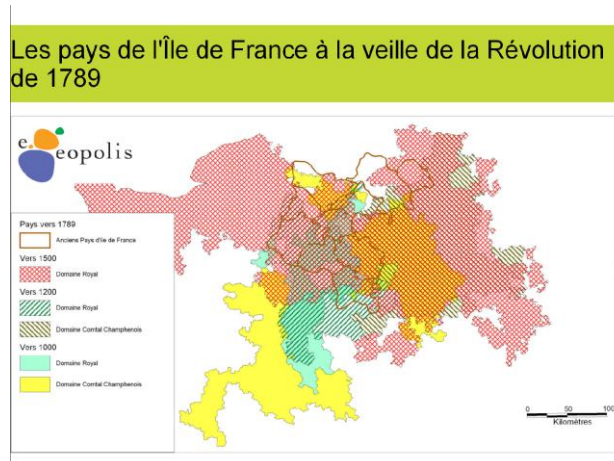 Les pays de l'Île de France à la veille de la Révolution
de 1789
e.
eopolis
Pays vers 1789
Anciens Pays d'Ile de France
Vers 1500
Domaine Royal
Vers 1200
Domaine Royal
Domaine Comtal Champenois
Vers 1000
Domaine Royal
Domaine Comtal Champenois
0 50 100
Kilomètres